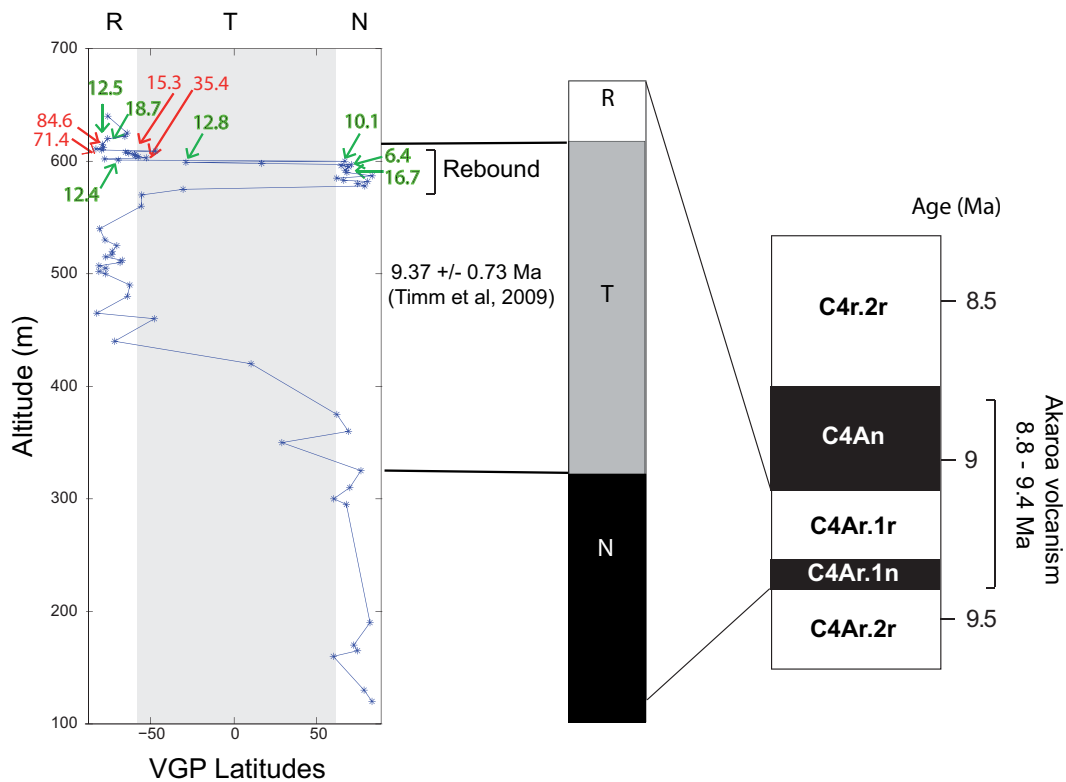 R T N
700
600
500
400
300
200
100
Altitude (m)
−50 0 50
VGP Latitudes
12.5
18.7
15.3
35.4
84.6
71.4
12.8
10.1
6.4
16.7
12.4
Rebound
9.37 +/- 0.73 Ma
(Timm et al, 2009)
R
T
N
Age (Ma)
C4r.2r
8.5
C4An
9
C4Ar.1r
C4Ar.1n
C4Ar.2r
9.5
Akaroa volcanism
8.8 - 9.4 Ma